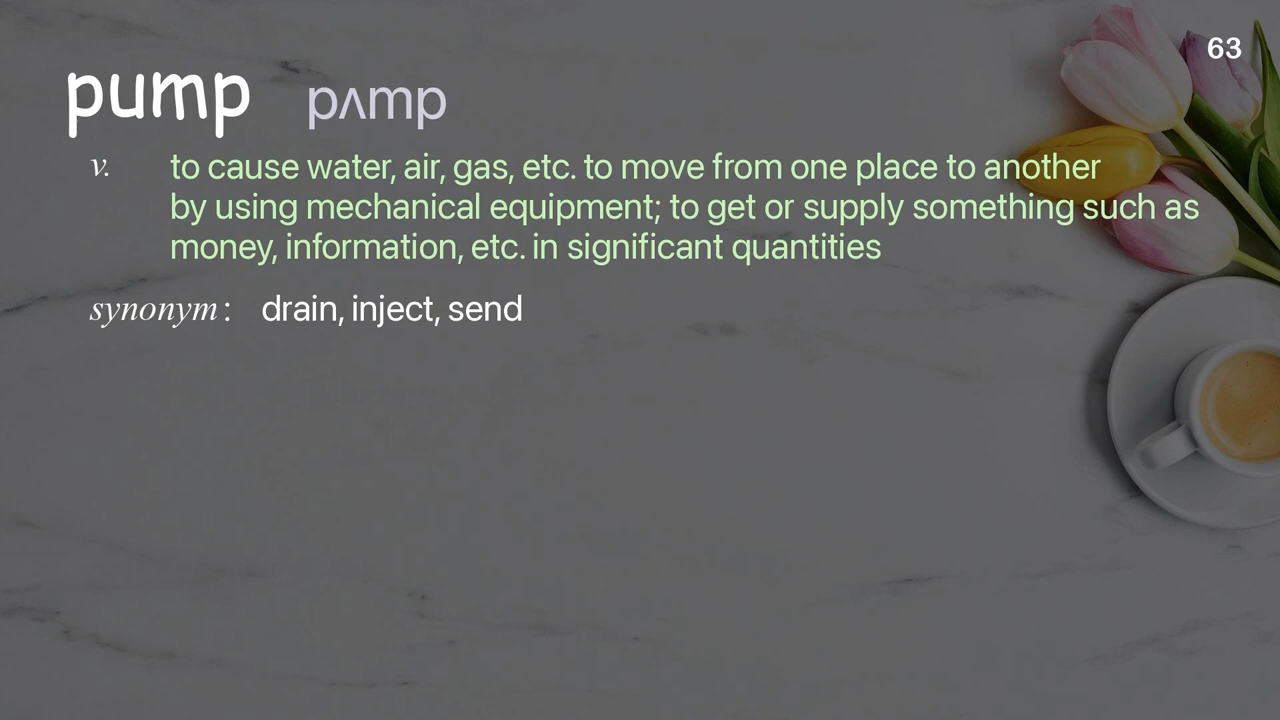 63
pump pʌmp
v. to cause water, air, gas, etc. to move from one place to another
by using mechanical equipment; to get or supply something such as
money, information, etc. in significant quantities
synonym: drain, inject, send